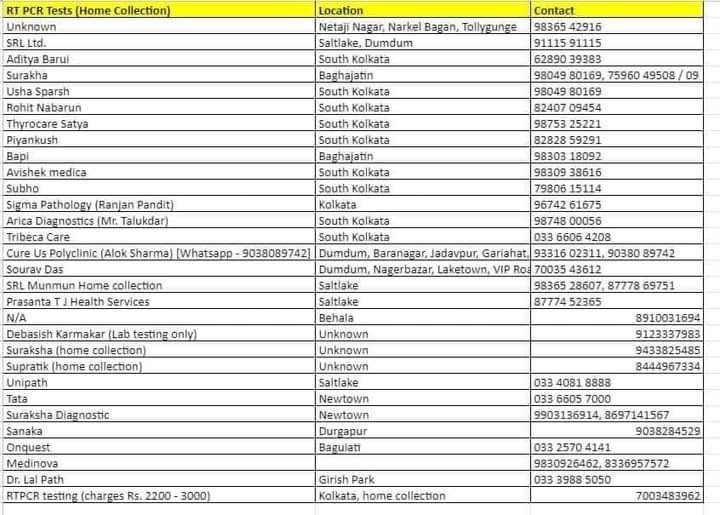 RT PCR Tests (Home Collection) Location Contact
Unknown Netaji Nagar, Narkel Bagan, Tollygunge 98365 42916
SRL Ltd. Saltlake, Dumdum 91115 91115
Aditya Barui South Kolkata 62890 39383
Surakha Baghajatin 98049 80169, 75960 49508 / 09
Usha Sparsh South Kolkata 98049 80169
Rohit Nabarun South Kolkata 82407 09454
Thyrocare Satya South Kolkata 98753 25221
Piyankush South Kolkata 82828 59291
Bapi Baghajatin 98303 18092
Avishek medica South Kolkata 98309 38616
Subho South Kolkata 79806 15114
Sigma Pathology (Ranjan Pandit) Kolkata 96742 61675
Arica Diagnostics (Mr. Talukdar) South Kolkata 98748 00056
Tribeca Care South Kolkata 033 6606 4208
Cure Us Polyclinic (Alok Sharma) [Whatsapp - 9038089742] Dumdum, Baranagar, Jadavpur, Gariahat, 93316 02311, 90380 89742
Sourav Das Dumdum, Nagerbazar, Laketown, VIP Roa 70035 43612
SRL Munmun Home collection Saltlake 98365 28607, 87778 69751
Prasanta T J Health Services Saltlake 87774 52365
N/A Behala 8910031694
Debasish Karmakar (Lab testing only) Unknown 9123337983
Suraksha (home collection) Unknown 9433825485
Supratik (home collection) Unknown 8444967334
Unipath Saltlake 033 4081 8888
Tata Newtown 033 6605 7000
Suraksha Diagnostic Newtown 9903136914, 8697141567
Sanaka Durgapur 9038284529
Onquest Baguiati 033 2570 4141
Medinova 9830926462, 8336957572
Dr. Lal Path Girish Park 033 3988 5050
RTPCR testing (charges Rs. 2200 - 3000) Kolkata, home collection 7003483962